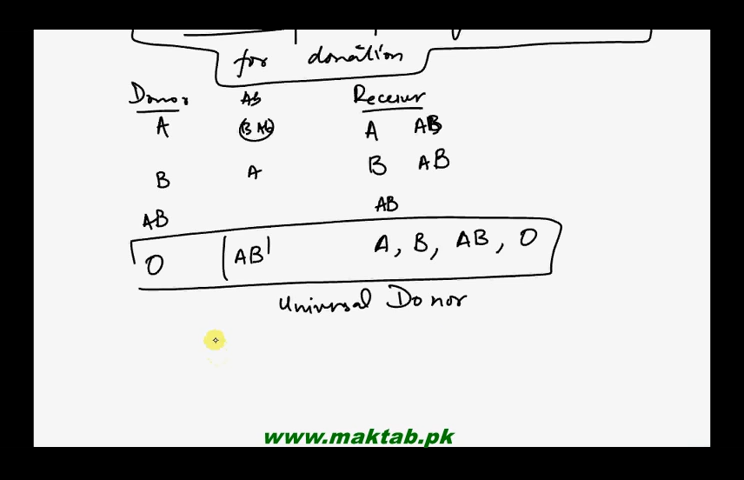 for donation
Donor Ab Receiver
A B Ab A AB
B A B AB
AB AB
O AB A, B, AB, O
Universal Donor
www.maktab.pk